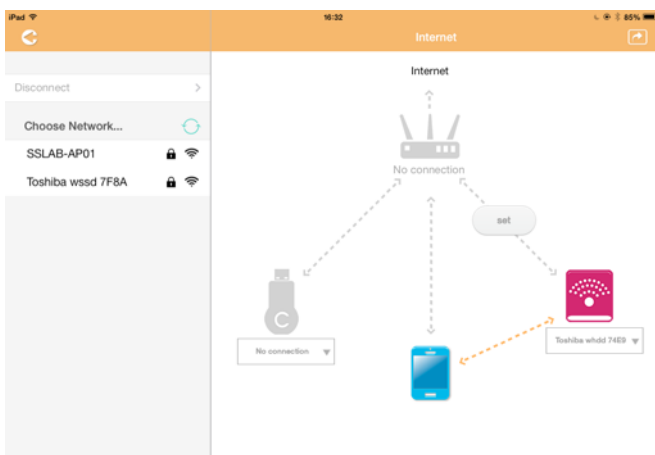 iPad 16:32 85%
Internet
Disconnect
Choose Network...
SSLAB-AP01
Toshiba wssd 7F8A
Internet
No connection
set
C
No connection
Toshiba whdd 74E9